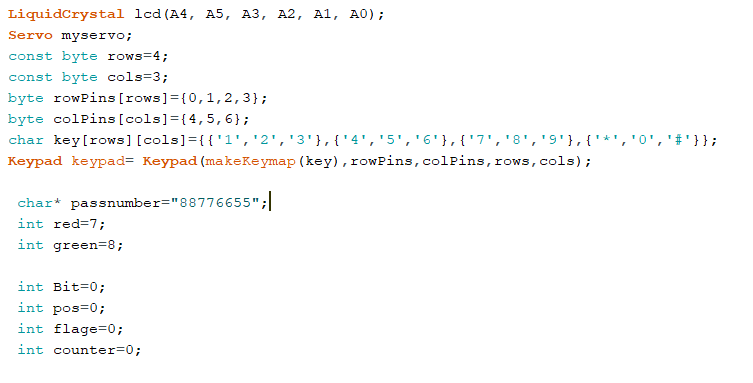 LiquidCrystal lcd(A4, A5, A3, A2, A1, A0);
Servo myservo;
const byte rows=4;
const byte cols=3;
byte rowPins[rows]={0,1,2,3};
byte colPins[cols]={4,5,6};
char key[rows][cols]={{'1','2','3'},{'4','5','6'},{'7','8','9'},{'*','0','#'}};
Keypad keypad= Keypad(makeKeymap(key),rowPins,colPins,rows,cols);
char* passnumber="88776655";
int red=7;
int green=8;
int Bit=0;
int pos=0;
int flage=0;
int counter=0;